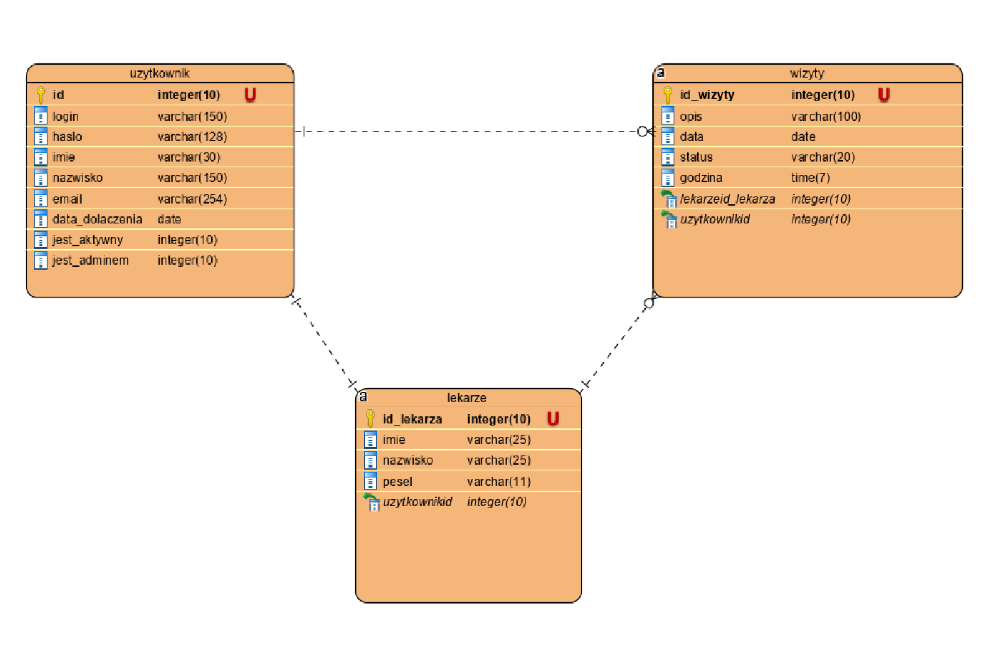 uzytkownik
id integer(10) U
login varchar(150)
hasło varchar(128)
imie varchar(30)
nazwisko varchar(150)
email varchar(254)
data_dolaczenia date
jest_aktywny integer(10)
jest_adminem integer(10)
a wizyty
id_wizyty integer(10) U
opis varchar(100)
data date
status varchar(20)
godzina time(7)
lekarzeid_lekarza integer(10)
uzytkownikid integer(10)
a lekarze
id_lekarza integer(10) U
imie varchar(25)
nazwisko varchar(25)
pesel varchar(11)
uzytkownikid integer(10)